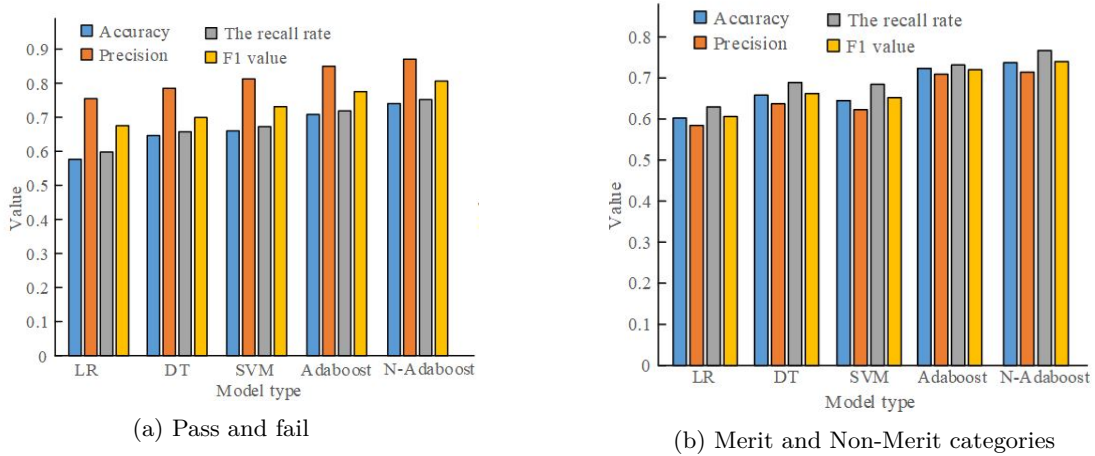 Accuracy The recall rate
Precision F1 value
0.9
0.8
0.7
0.6
0.5
0.4
0.3
0.2
0.1
0
Value
LR DT SVM Adaboost N-Adaboost
Model type
(a) Pass and fail
Accuracy The recall rate
Precision F1 value
0.8
0.7
0.6
0.5
0.4
0.3
0.2
0.1
0
Value
LR DT SVM Adaboost N-Adaboost
Model type
(b) Merit and Non-Merit categories